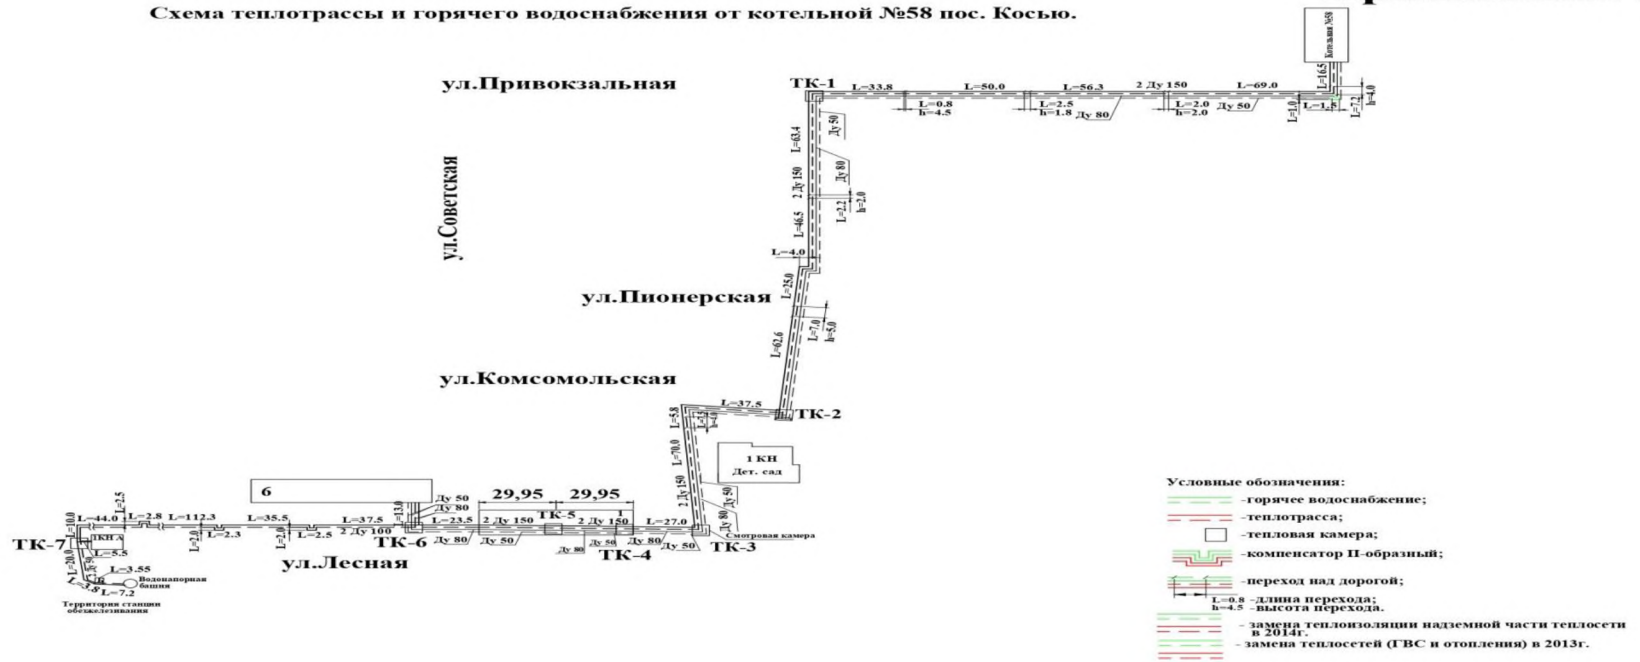 Схема теплотрассы и горячего водоснабжения от котельной №58 пос. Косью.
Котельная №58
ул.Привокзальная
ТК-1
L=33.8
L=50.0
L=56.3
2 Ду 150
L=69.0
L=16.5
h=4.0
L=0.8
h=4.5
L=2.5
h=1.8
Ду 80
L=2.0
h=2.0
Ду 50
L=1.0
L=7.2
L=63.4
Ду 50
Ду 80
2 Ду 150
L=2.2
h=2.0
L=46.5
ул.Советская
L=4.0
L=25.0
ул.Пионерская
L=7.0
h=5.0
L=62.6
ул.Комсомольская
L=37.5
ТК-2
L=5.8
L=70.0
2 Ду 150
1 КН
Дет. сад
Ду 50
Ду 80
Смотровая камера
ТК-3
6
L=13.0
Ду 50
Ду 80
29,95
29,95
L=2.5
L=44.0
L=2.8
L=112.3
L=35.5
L=37.5
L=23.5
2 Ду 150
ТК-5
2 Ду 150
1
L=27.0
L=10.0
L=2.0
L=2.3
L=2.0
L=2.5
2 Ду 100
ТК-6
Ду 80
Ду 50
Ду 50
Ду 80
ТК-4
Ду 80
Ду 50
ТК-7
L=5.5
ул.Лесная
L=20.0
L=3.55
L=3.8
L=7.2
Водонапорная
башня
Территория станции
обезжелезивания
Условные обозначения:
-горячее водоснабжение;
-теплотрасса;
-тепловая камера;
-компенсатор П-образный;
-переход над дорогой;
L=0.8 -длина перехода;
h=4.5 -высота перехода.
- замена теплоизоляции надземной части теплосети
в 2014г.
- замена теплосетей (ГВС и отопления) в 2013г.